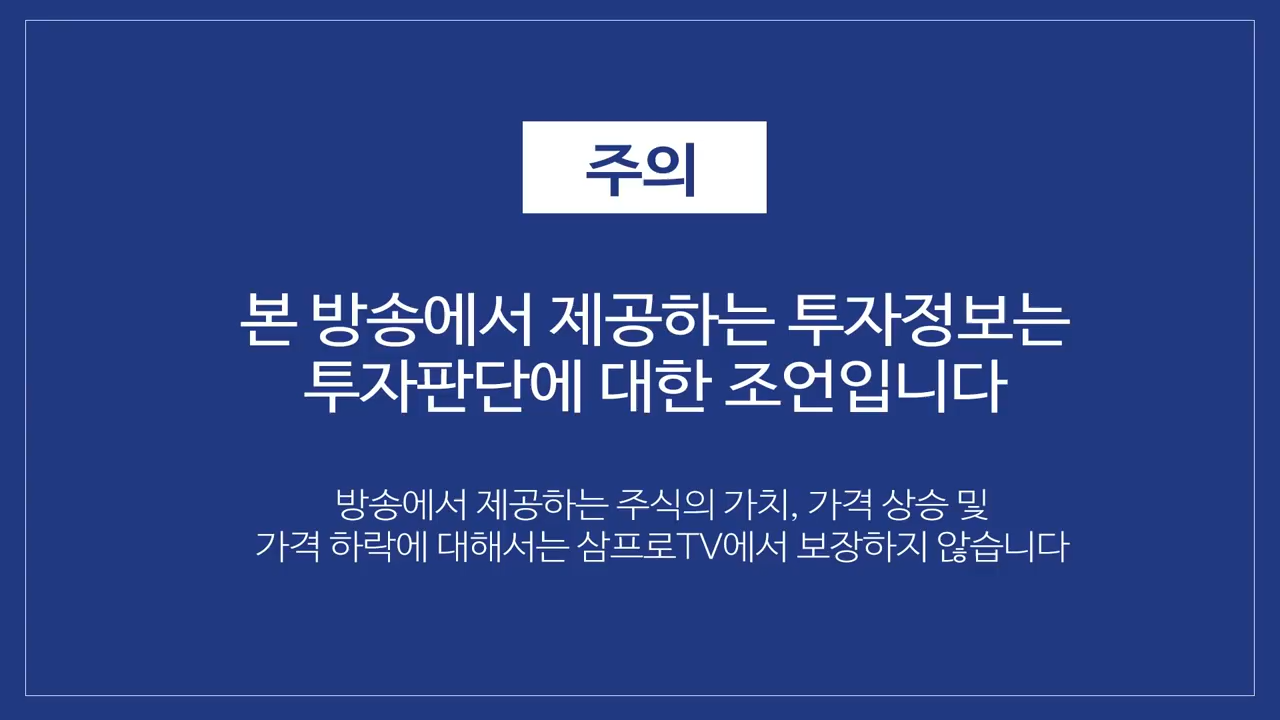 주의
본 방송에서 제공하는 투자정보는
투자판단에 대한 조언입니다
방송에서 제공하는 주식의 가치, 가격 상승 및
가격 하락에 대해서는 삼프로TV에서 보장하지 않습니다